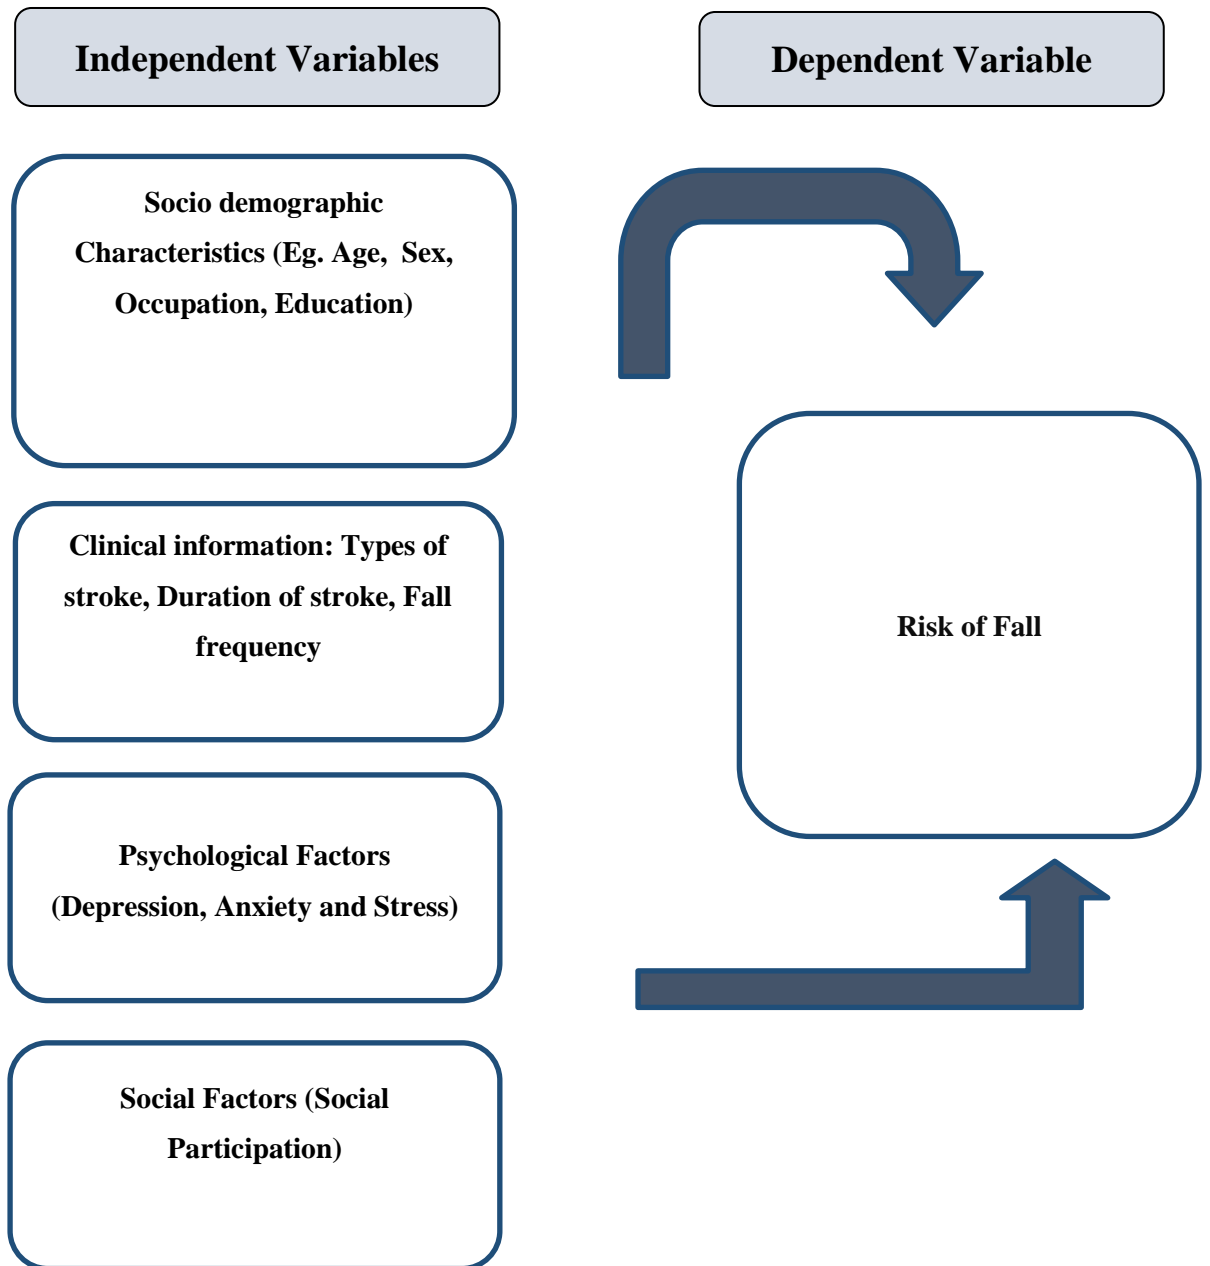 Independent Variables
Dependent Variable
Socio demographic
Characteristics (Eg. Age, Sex,
Occupation, Education)
Clinical information: Types of
stroke, Duration of stroke, Fall
frequency
Risk of Fall
Psychological Factors
(Depression, Anxiety and Stress)
Social Factors (Social
Participation)